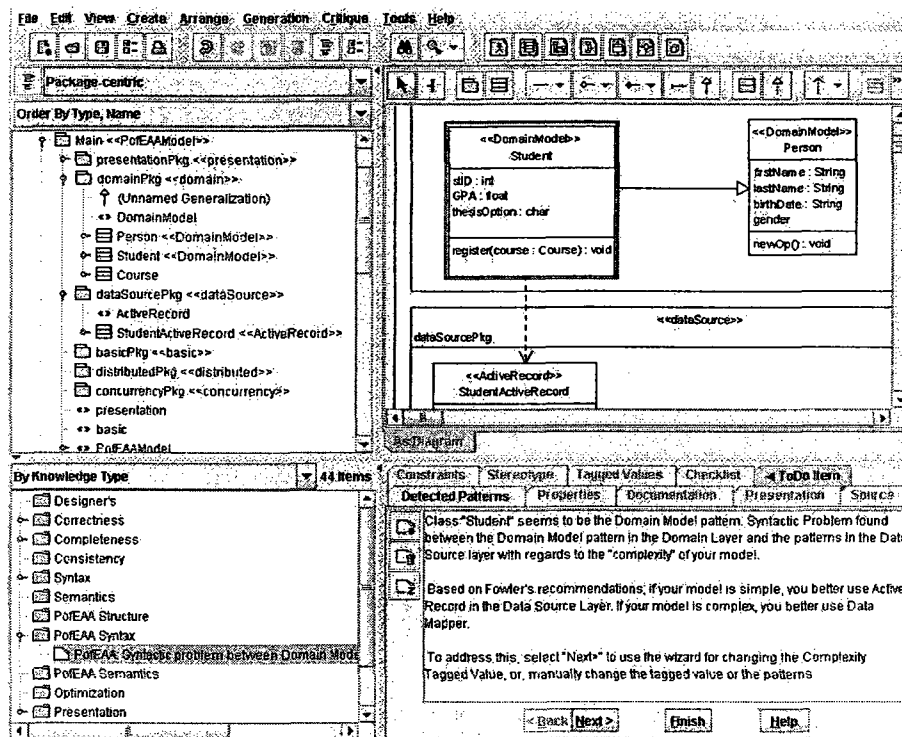 File Edit View Create Arrange Generation Critique Tools Help
Package-centric
Order By Type, Name
Main <<PofEAAModel>>
presentationPkg <<presentation>>
domainPkg <<domain>>
(Unnamed Generalization)
<> DomainModel
Person <<DomainModel>>
Student <<DomainModel>>
Course
dataSourcePkg <<dataSource>>
<> ActiveRecord
StudentActiveRecord <<ActiveRecord>>
basicPkg <<basic>>
distributedPkg <<distributed>>
concurrencyPkg <<concurrency>>
<> presentation
<> basic
<> PofEAAModel
<<DomainModel>>
Student
stID : int
GPA : float
thesisOption : char
register(course : Course) : void
<<DomainModel>>
Person
firstName : String
lastName : String
birthDate : String
gender
newOp() : void
<<dataSource>>
dataSourcePkg
<<ActiveRecord>>
StudentActiveRecord
As Diagram
By Knowledge Type 44 Items
Designer's
Correctness
Completeness
Consistency
Syntax
Semantics
PofEAA Structure
PofEAA Syntax
PofEAA: Syntactic problem between Domain Mode
PofEAA Semantics
Optimization
Presentation
Constraints Stereotype Tagged Values Checklist ToDo Item
Detected Patterns Properties Documentation Presentation Source
Class "Student" seems to be the Domain Model pattern. Syntactic Problem found
between the Domain Model pattern in the Domain Layer and the patterns in the Data
Source layer with regards to the "complexity" of your model.
Based on Fowler's recommendations; if your model is simple, you better use Active
Record in the Data Source Layer. If your model is complex, you better use Data
Mapper.
To address this, select "Next>" to use the wizard for changing the Complexity
Tagged Value, or, manually change the tagged value or the patterns
< Back Next > Finish Help